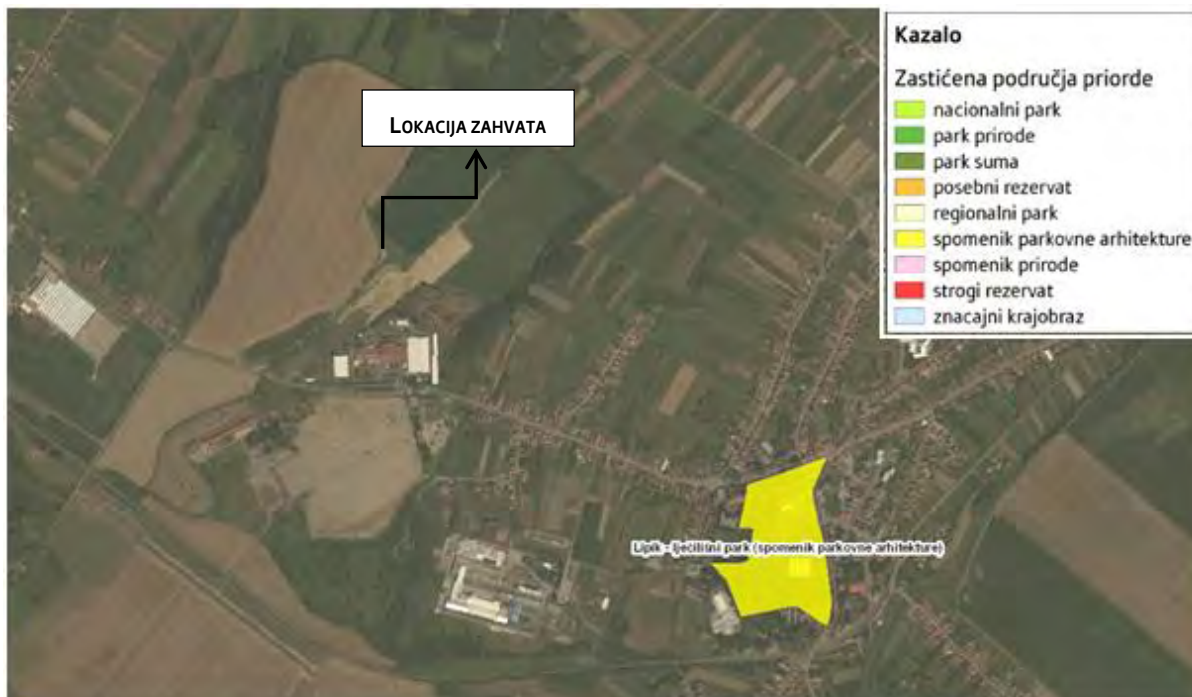 LOKACIJA ZAHVATA
Kazalo
Zastićena područja priorde
nacionalni park
park prirode
park suma
posebni rezervat
regionalni park
spomenik parkovne arhitekture
spomenik prirode
strogi rezervat
znacajni krajobraz
Lipik - lječilišni park (spomenik parkovne arhitekture)